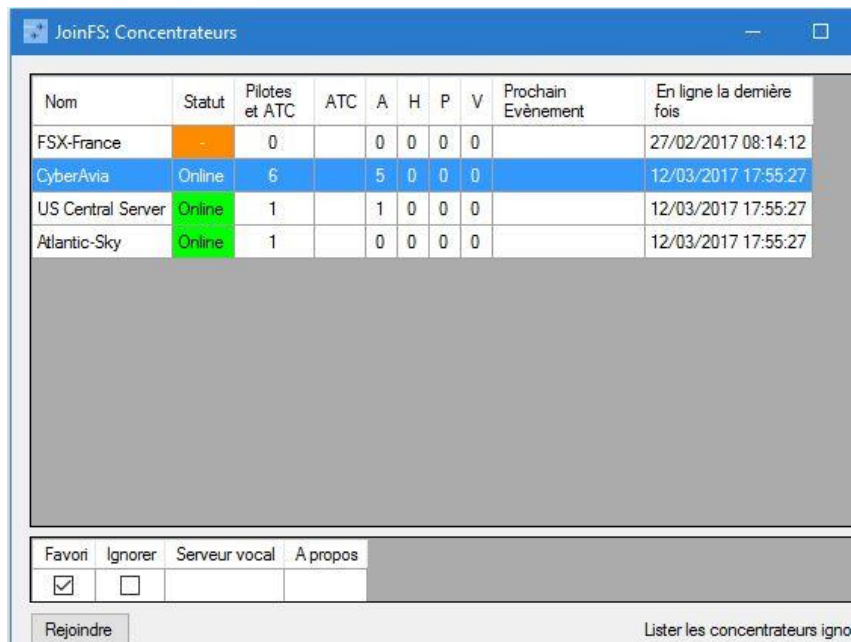 JoinFS: Concentrateurs
Nom Statut Pilotes et ATC ATC A H P V Prochain Evènement En ligne la dernière fois
FSX-France - 0 0 0 0 0 27/02/2017 08:14:12
CyberAvia Online 6 5 0 0 0 12/03/2017 17:55:27
US Central Server Online 1 1 0 0 0 12/03/2017 17:55:27
Atlantic-Sky Online 1 0 0 0 0 12/03/2017 17:55:27
Favori Ignorer Serveur vocal A propos
Rejoindre Lister les concentrateurs igno